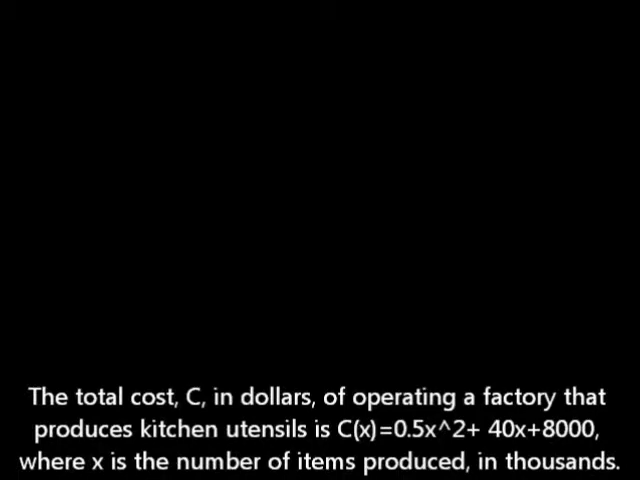 The total cost, C, in dollars, of operating a factory that
produces kitchen utensils is C(x)=0.5x^2+ 40x+8000,
where x is the number of items produced, in thousands.